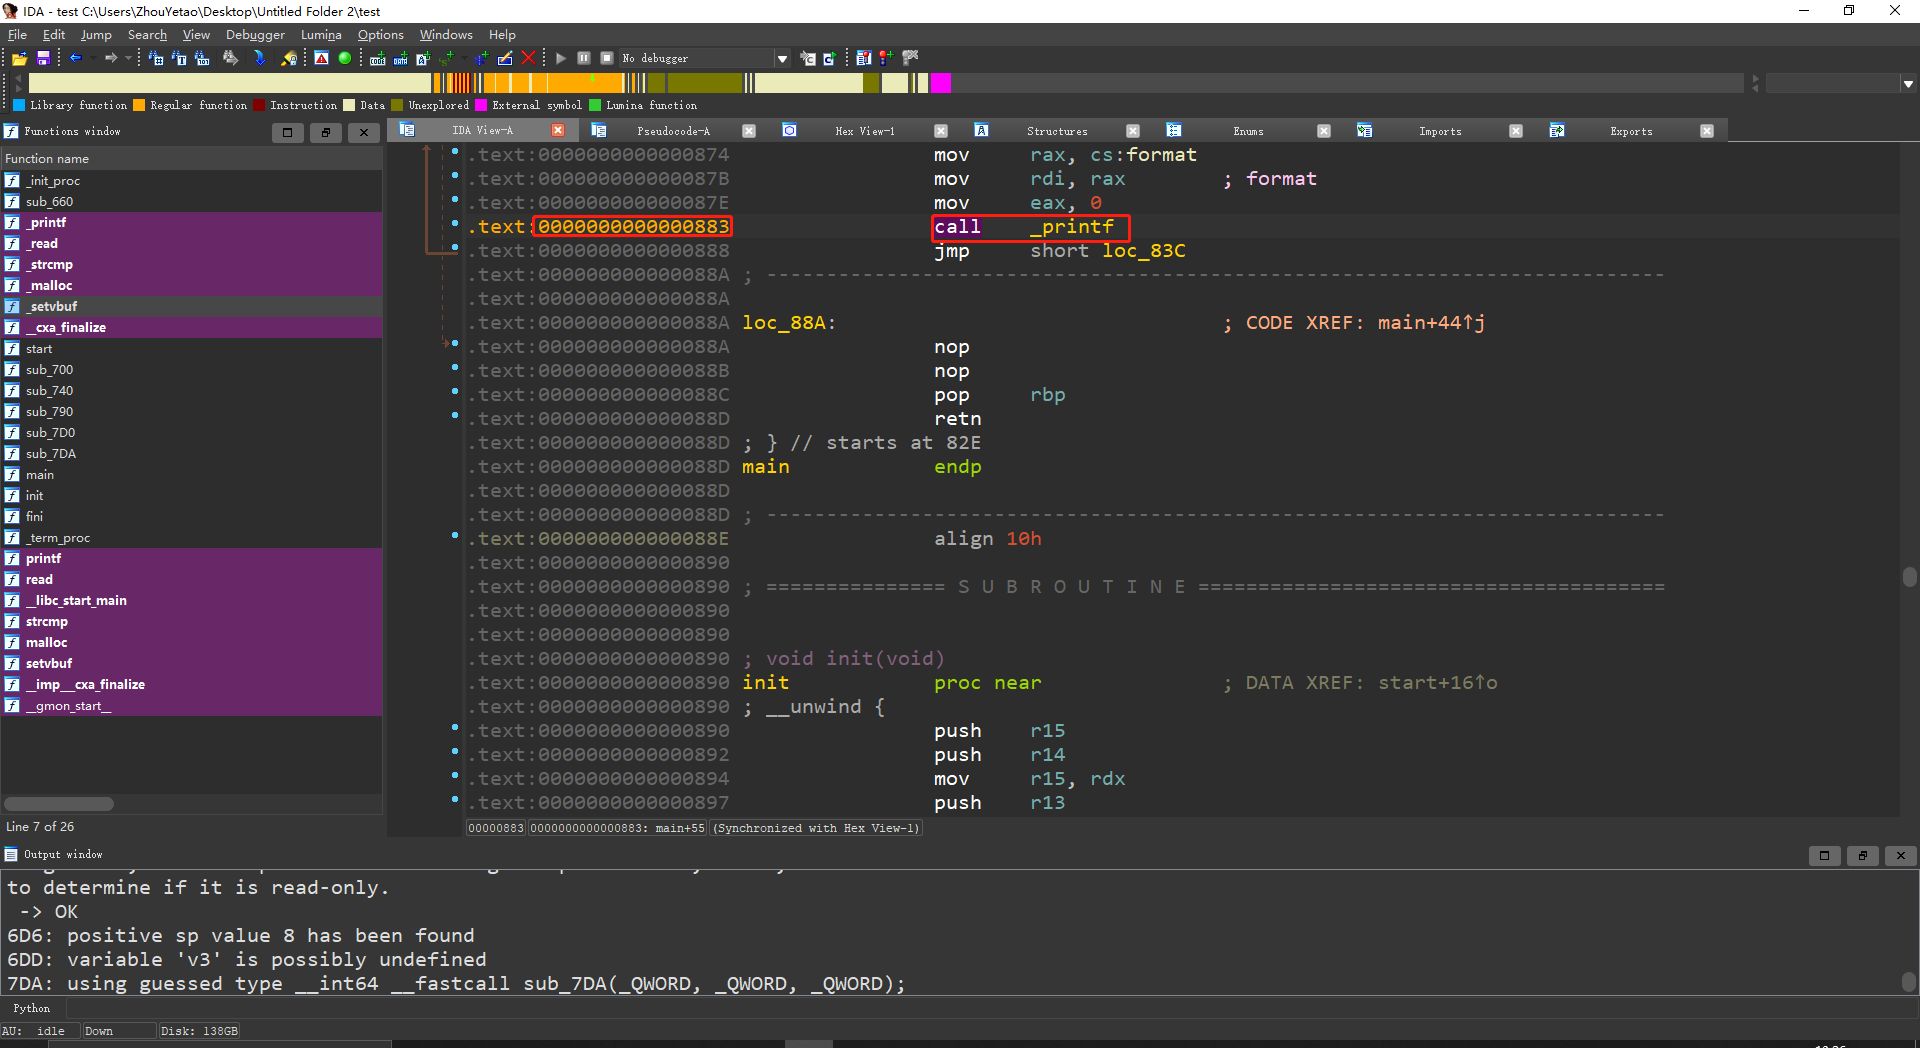 IDA - test C:\Users\ZhouYetao\Desktop\Untitled Folder 2\test
File Edit Jump Search View Debugger Lumina Options Windows Help
No debugger
Library function Regular function Instruction Data Unexplored External symbol Lumina function
Functions window
IDA View-A Pseudocode-A Hex View-1 Structures Enums Imports Exports
Function name
_init_proc
sub_660
_printf
_read
_strcmp
_malloc
_setvbuf
__cxa_finalize
start
sub_700
sub_740
sub_790
sub_7D0
sub_7DA
main
init
fini
_term_proc
printf
read
__libc_start_main
strcmp
malloc
setvbuf
__imp___cxa_finalize
__gmon_start__
Line 7 of 26
.text:0000000000000874 mov rax, cs:format
.text:000000000000087B mov rdi, rax ; format
.text:000000000000087E mov eax, 0
.text:0000000000000883 call _printf
.text:0000000000000888 jmp short loc_83C
.text:000000000000088A ; ---------------------------------------------------------------------------
.text:000000000000088A
.text:000000000000088A loc_88A: ; CODE XREF: main+44↑j
.text:000000000000088A nop
.text:000000000000088B nop
.text:000000000000088C pop rbp
.text:000000000000088D retn
.text:000000000000088D ; } // starts at 82E
.text:000000000000088D main endp
.text:000000000000088D
.text:000000000000088D ; ---------------------------------------------------------------------------
.text:000000000000088E align 10h
.text:0000000000000890
.text:0000000000000890 ; =============== S U B R O U T I N E =======================================
.text:0000000000000890
.text:0000000000000890
.text:0000000000000890 ; void init(void)
.text:0000000000000890 init proc near ; DATA XREF: start+16↑o
.text:0000000000000890 ; __unwind {
.text:0000000000000890 push r15
.text:0000000000000892 push r14
.text:0000000000000894 mov r15, rdx
.text:0000000000000897 push r13
00000883 0000000000000883: main+55 (Synchronized with Hex View-1)
Output window
to determine if it is read-only.
-> OK
6D6: positive sp value 8 has been found
6DD: variable 'v3' is possibly undefined
7DA: using guessed type __int64 __fastcall sub_7DA(_QWORD, _QWORD, _QWORD);
Python
AU: idle Down Disk: 138GB